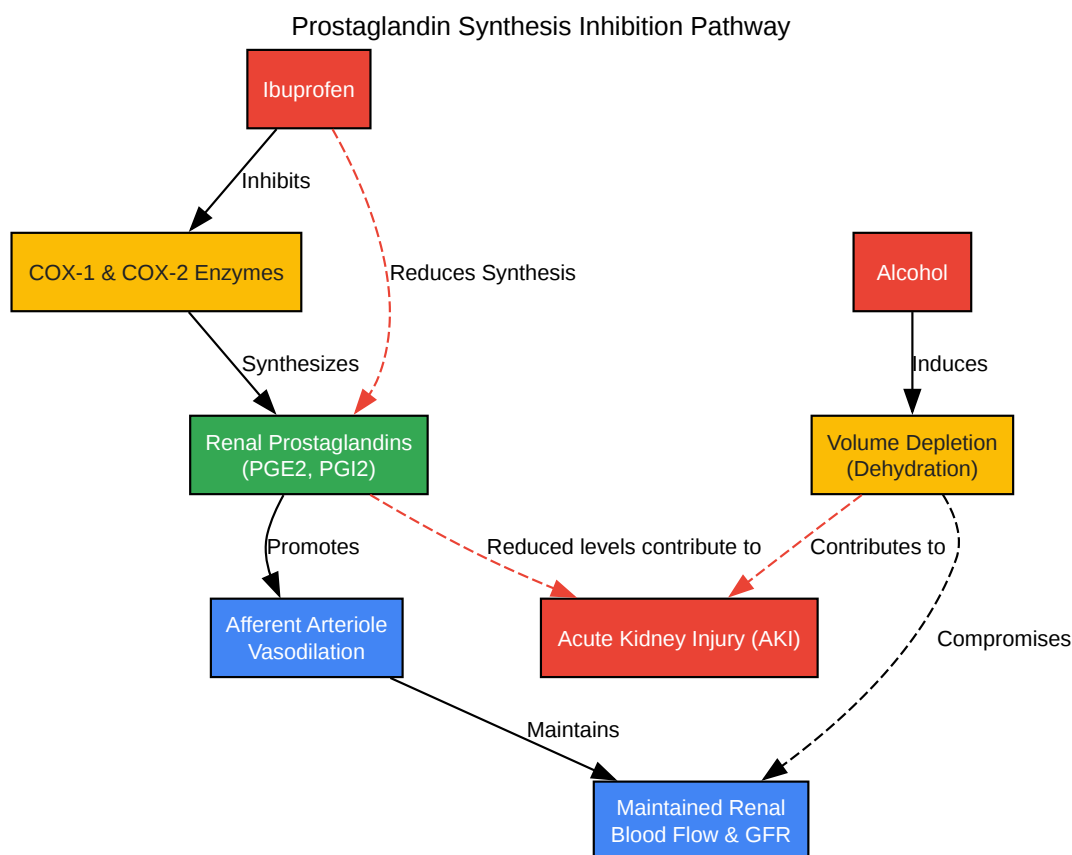 Prostaglandin Synthesis Inhibition Pathway
Ibuprofen
Inhibits
COX-1 & COX-2 Enzymes
Reduces Synthesis
Alcohol
Synthesizes
Induces
Renal Prostaglandins
(PGE2, PGI2)
Volume Depletion
(Dehydration)
Promotes
Reduced levels contribute to
Contributes to
Afferent Arteriole
Vasodilation
Acute Kidney Injury (AKI)
Compromises
Maintains
Maintained Renal
Blood Flow & GFR